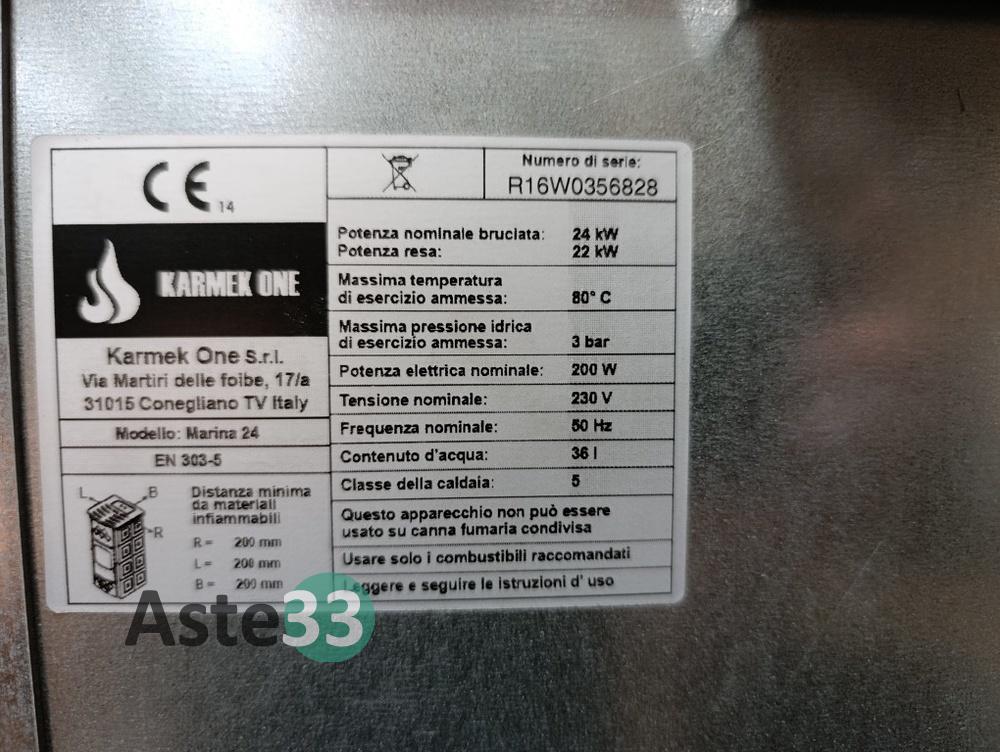 CE 14
KARMEK ONE
Karmek One S.r.l.
Via Martiri delle foibe, 17/a
31015 Conegliano TV Italy
Modello: Marina 24
EN 303-5
L
B
R
Distanza minima
da materiali
infiammabili
R = 200 mm
L = 200 mm
B = 200 mm
Numero di serie:
R16W0356828
Potenza nominale bruciata: 24 kW
Potenza resa: 22 kW
Massima temperatura
di esercizio ammessa: 80° C
Massima pressione idrica
di esercizio ammessa: 3 bar
Potenza elettrica nominale: 200 W
Tensione nominale: 230 V
Frequenza nominale: 50 Hz
Contenuto d'acqua: 36 l
Classe della caldaia: 5
Questo apparecchio non può essere
usato su canna fumaria condivisa
Usare solo i combustibili raccomandati
Leggere e seguire le istruzioni d' uso
Aste33